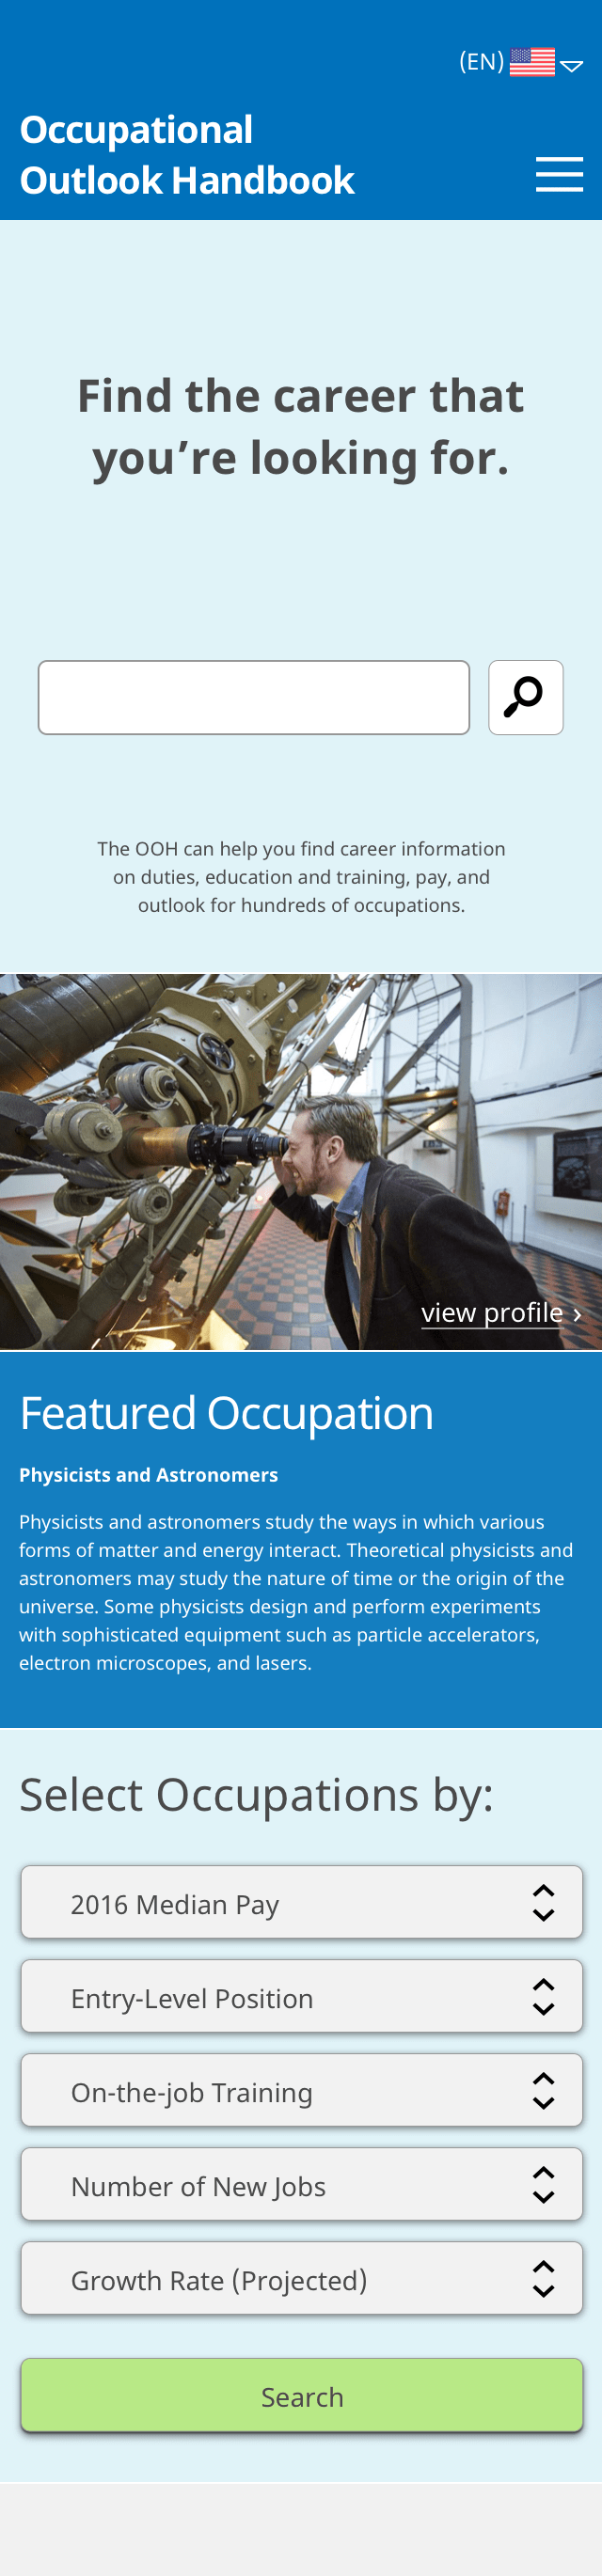 (EN)
Occupational
Outlook Handbook
Find the career that
you’re looking for.
The OOH can help you find career information
on duties, education and training, pay, and
outlook for hundreds of occupations.
view profile ›
Featured Occupation
Physicists and Astronomers
Physicists and astronomers study the ways in which various
forms of matter and energy interact. Theoretical physicists and
astronomers may study the nature of time or the origin of the
universe. Some physicists design and perform experiments
with sophisticated equipment such as particle accelerators,
electron microscopes, and lasers.
Select Occupations by:
2016 Median Pay
Entry-Level Position
On-the-job Training
Number of New Jobs
Growth Rate (Projected)
Search